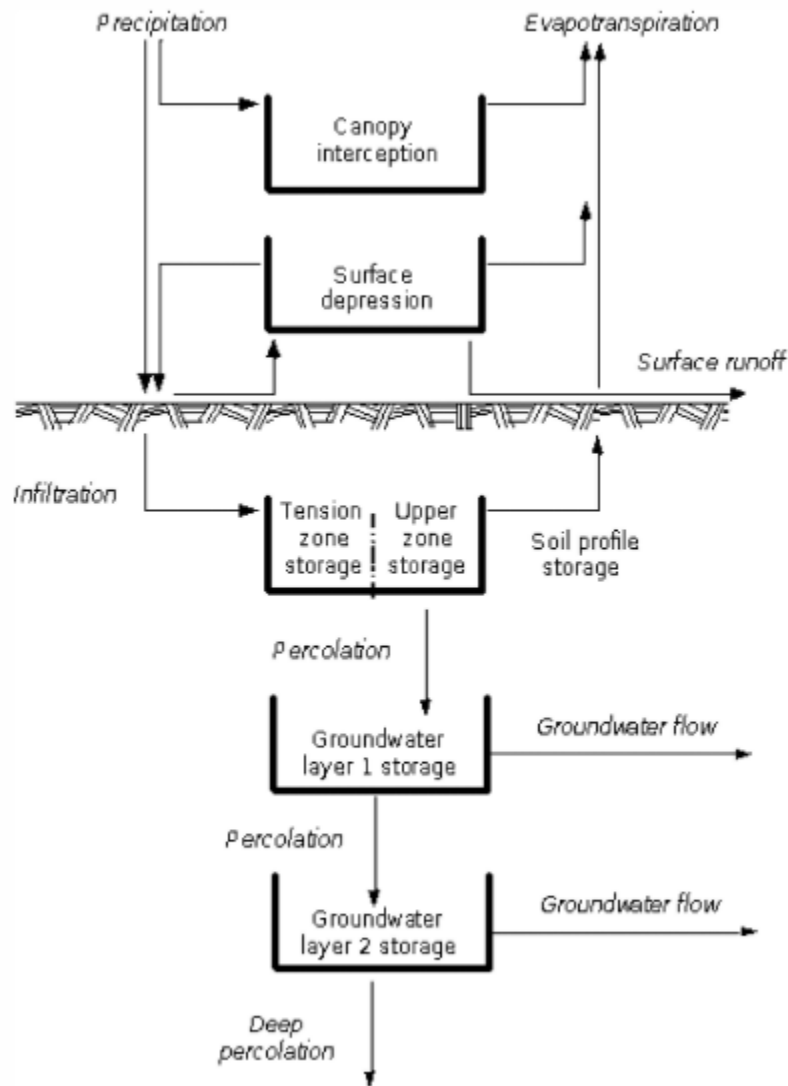 Precipitation
Evapotranspiration
Canopy
interception
Surface
depression
Surface runoff
Infiltration
Tension
zone
storage
Upper
zone
storage
Soil profile
storage
Percolation
Groundwater
layer 1 storage
Groundwater flow
Percolation
Groundwater
layer 2 storage
Groundwater flow
Deep
percolation